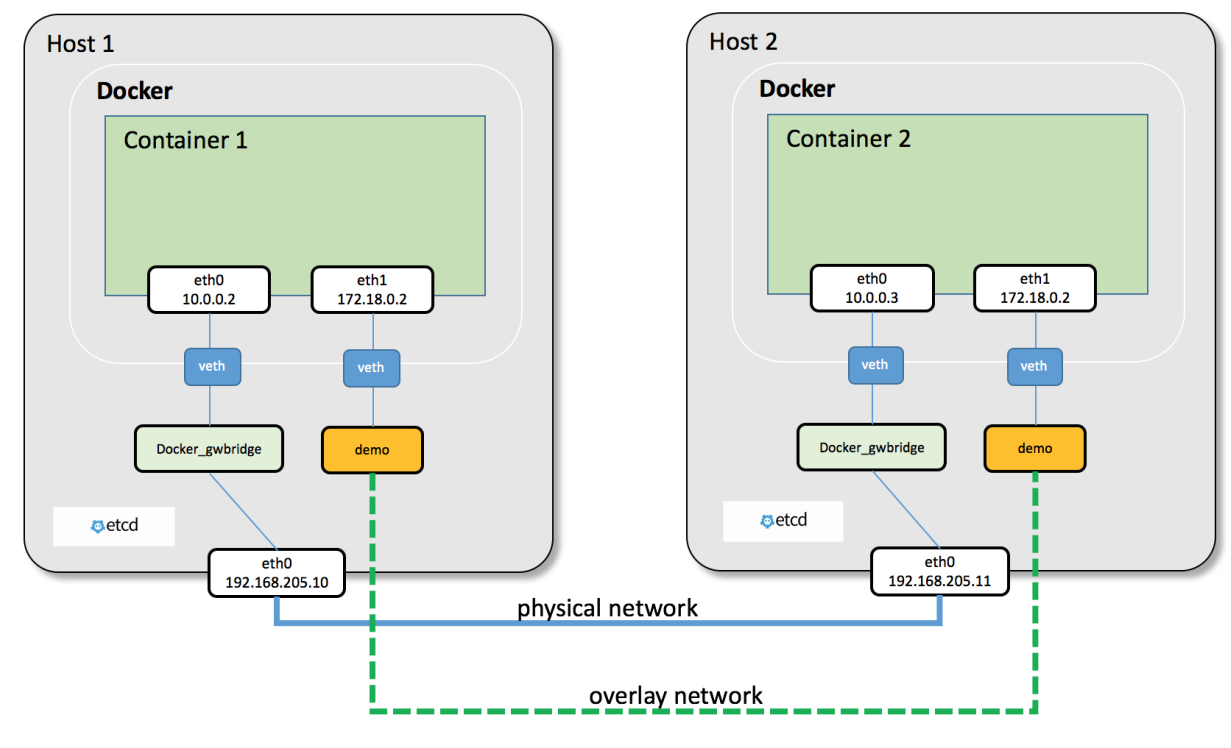 Host 1
Docker
Container 1
eth0
10.0.0.2
eth1
172.18.0.2
veth
veth
Docker_gwbridge
demo
etcd
eth0
192.168.205.10
Host 2
Docker
Container 2
eth0
10.0.0.3
eth1
172.18.0.2
veth
veth
Docker_gwbridge
demo
etcd
eth0
192.168.205.11
physical network
overlay network